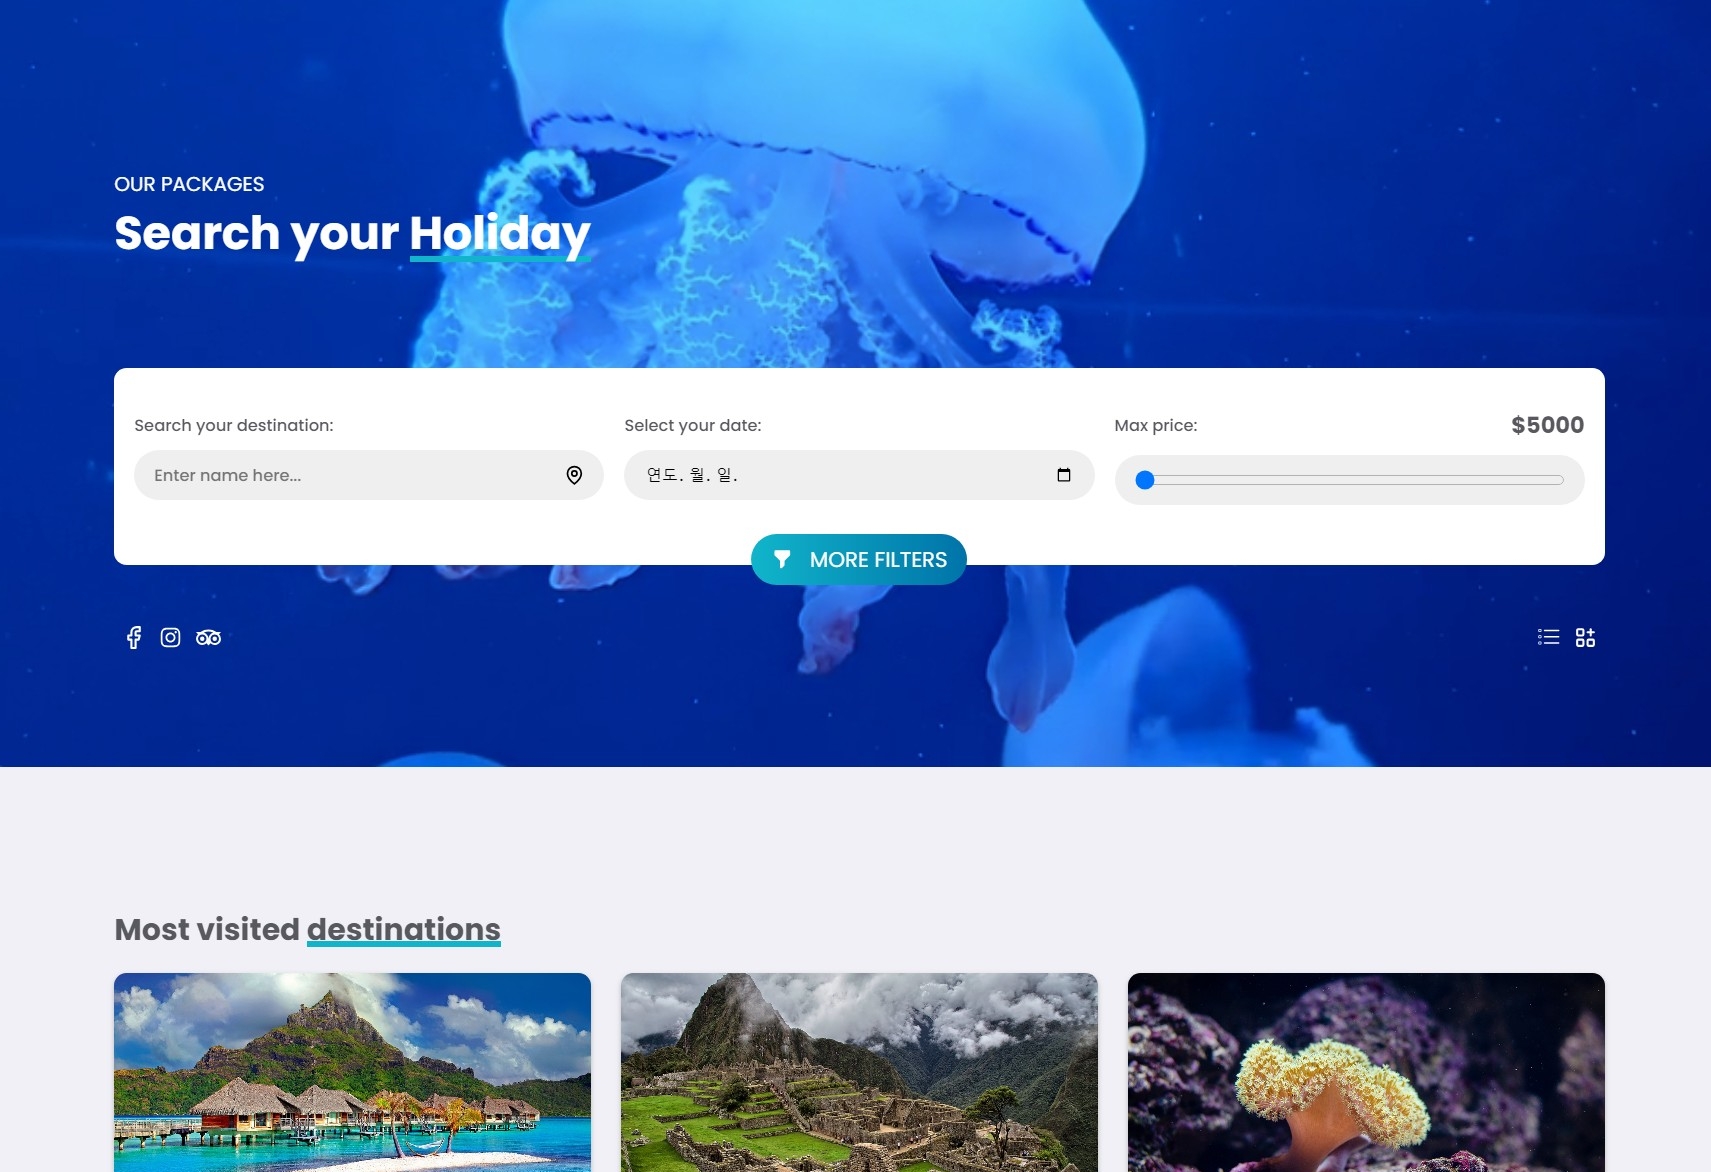 OUR PACKAGES
Search your Holiday
Search your destination:
Enter name here...
Select your date:
연도. 월. 일.
Max price:
$5000
MORE FILTERS
Most visited destinations